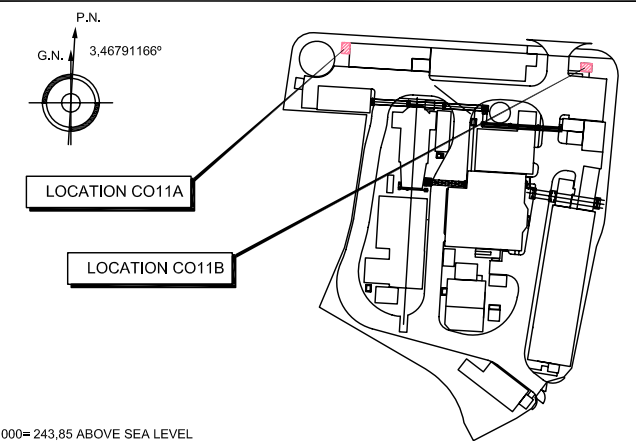 P.N.
G.N.
3,46791166º
LOCATION CO11A
LOCATION CO11B
000= 243,85 ABOVE SEA LEVEL